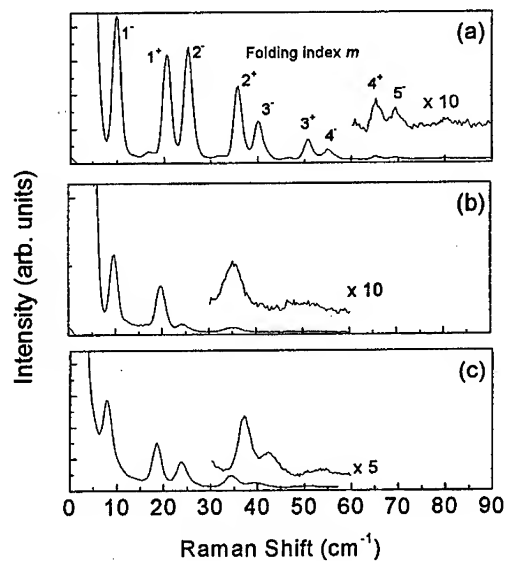 (a)
1⁻
1⁺ 2⁻
Folding index m
2⁺
3⁻
3⁺
4⁻
4⁺
5⁻
x 10
(b)
x 10
(c)
x 5
Intensity (arb. units)
0 10 20 30 40 50 60 70 80 90
Raman Shift (cm⁻¹)